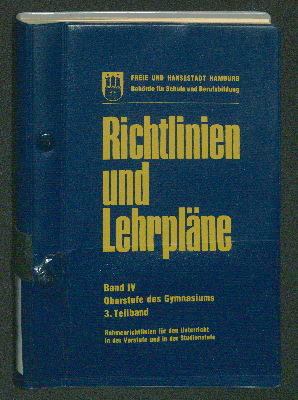 FREIE UND HANSESTADT HAMBURG
Behörde für Schule und Berufsbildung
Richtlinien
und
Lehrpläne
Band IV
Oberstufe des Gymnasiums
3. Teilband
Rahmenrichtlinien für den Unterricht
in der Vorstufe und in der Studienstufe